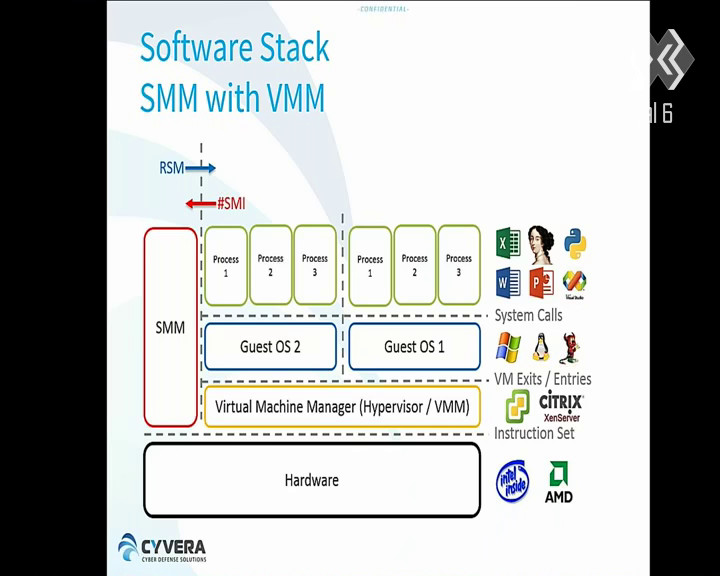 -CONFIDENTIAL-
Software Stack
SMM with VMM
al 6
RSM
#SMI
SMM
Process
1
Process
2
Process
3
Process
1
Process
2
Process
3
System Calls
Guest OS 2
Guest OS 1
VM Exits / Entries
Virtual Machine Manager (Hypervisor / VMM)
CITRIX
XenServer
Instruction Set
Hardware
intel
inside
AMD
CYVERA
CYBER DEFENSE SOLUTIONS